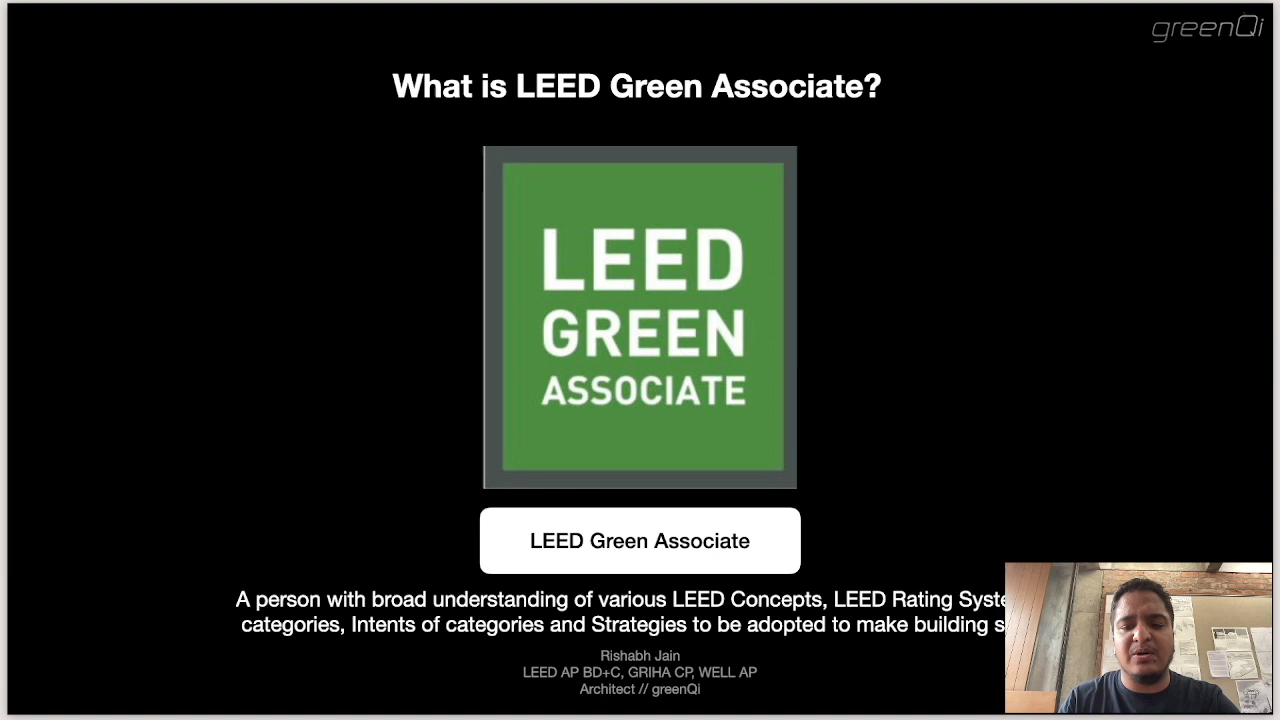 greenQi
What is LEED Green Associate?
LEED
GREEN
ASSOCIATE
LEED Green Associate
A person with broad understanding of various LEED Concepts, LEED Rating
categories, Intents of categories and Strategies to be adopted to make building
Rishabh Jain
LEED AP BD+C, GRIHA CP, WELL AP
Architect // greenQi